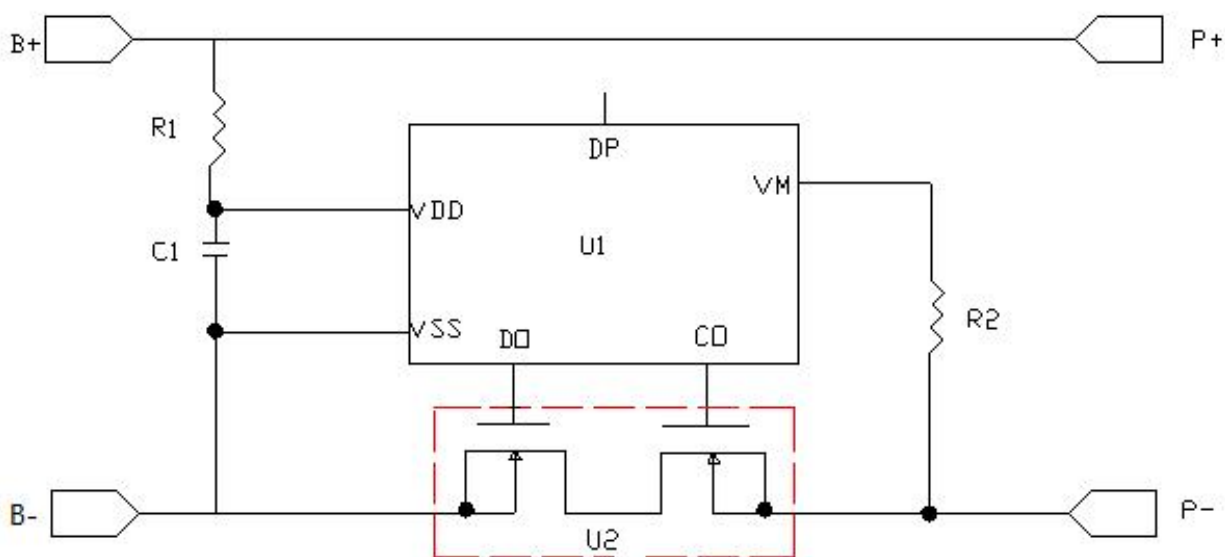 B+
P+
R1
DP
VM
VDD
C1
U1
VSS
DO
CO
R2
B-
U2
P-